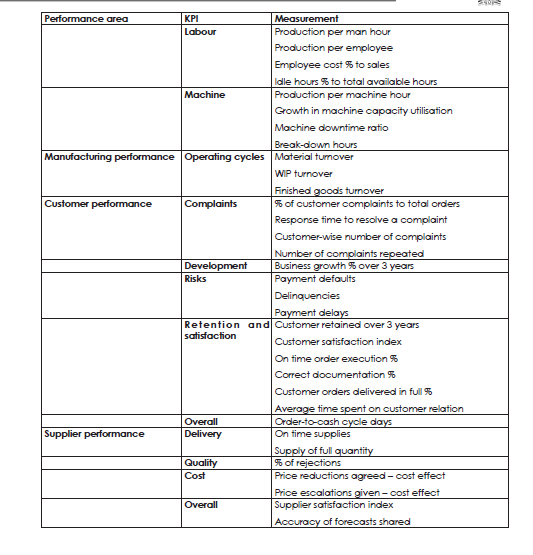 Performance area KPI Measurement
Labour Production per man hour
Production per employee
Employee cost % to sales
Idle hours % to total available hours
Machine Production per machine hour
Growth in machine capacity utilisation
Machine downtime ratio
Break-down hours
Manufacturing performance Operating cycles Material turnover
WIP turnover
Finished goods turnover
Customer performance Complaints % of customer complaints to total orders
Response time to resolve a complaint
Customer-wise number of complaints
Number of complaints repeated
Development Business growth % over 3 years
Risks Payment defaults
Delinquencies
Payment delays
Retention and satisfaction Customer retained over 3 years
Customer satisfaction index
On time order execution %
Correct documentation %
Customer orders delivered in full %
Average time spent on customer relation
Overall Order-to-cash cycle days
Supplier performance Delivery On time supplies
Supply of full quantity
Quality % of rejections
Cost Price reductions agreed – cost effect
Price escalations given – cost effect
Overall Supplier satisfaction index
Accuracy of forecasts shared